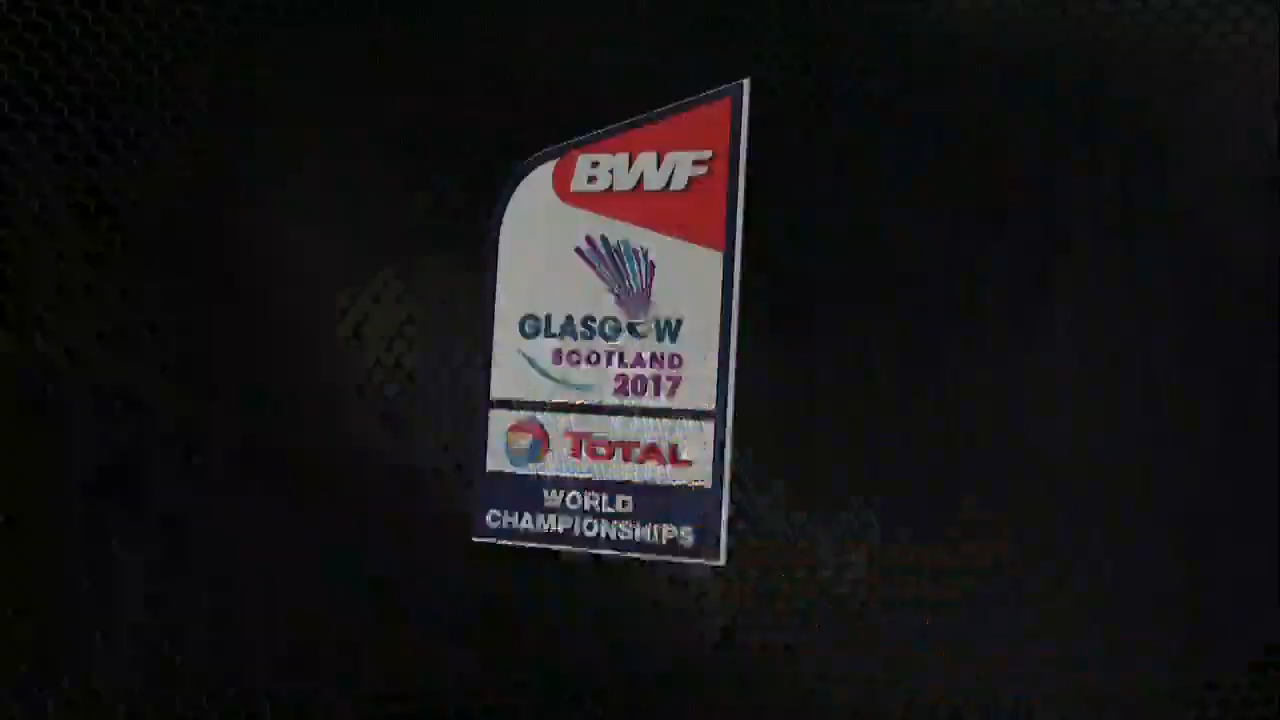 BWF
GLASGOW
SCOTLAND
2017
TOTAL
WORLD
CHAMPIONSHIPS